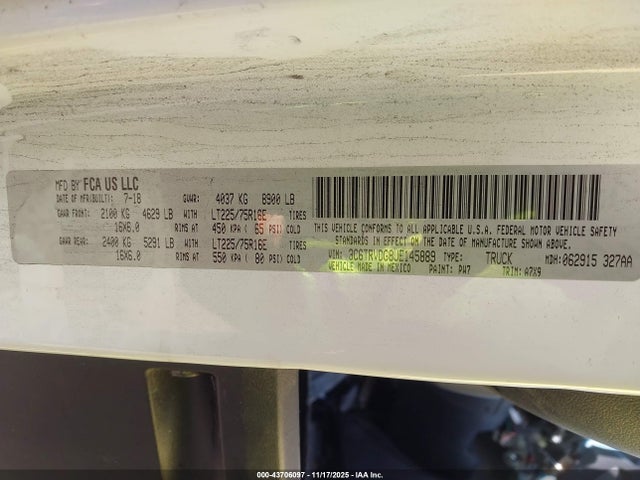 MFD BY FCA US LLC
DATE OF MFR(BUILT): 7-18 GVWR: 4037 KG 8900 LB
GAWR FRONT: 2100 KG 4629 LB WITH LT225/75R16E TIRES
16X6.0 RIMS AT 450 KPA ( 65 PSI) COLD
GAWR REAR: 2400 KG 5291 LB WITH LT225/75R16E TIRES
16X6.0 RIMS AT 550 KPA ( 80 PSI) COLD
THIS VEHICLE CONFORMS TO ALL APPLICABLE U.S.A. FEDERAL MOTOR VEHICLE SAFETY
STANDARDS IN EFFECT ON THE DATE OF MANUFACTURE SHOWN ABOVE.
VIN: 3C6TRVDG8JE145889 TYPE: TRUCK MDH: 062915 327AA
VEHICLE MADE IN MEXICO PAINT: PW7 TRIM: A7X9
000-43706097 - 11/17/2025 - IAA Inc.